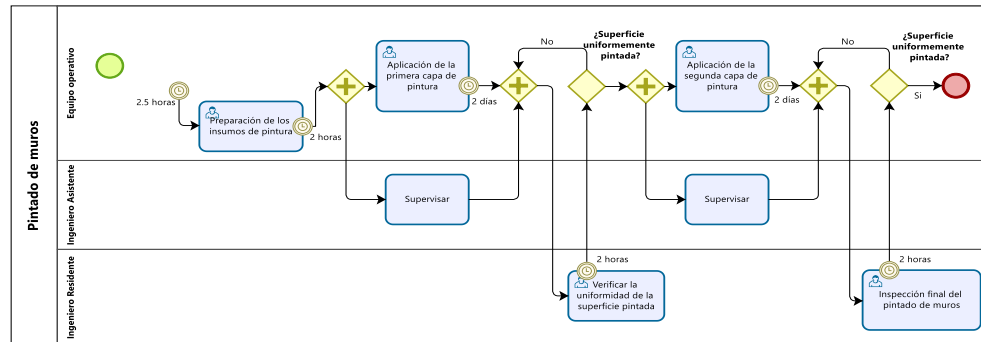 Pintado de muros
Equipo operativo
Ingeniero Asistente
Ingeniero Residente
2.5 horas
Preparación de los
insumos de pintura
2 horas
Aplicación de la
primera capa de
pintura
2 días
No
¿Superficie
uniformemente
pintada?
Aplicación de la
segunda capa de
pintura
2 días
No
¿Superficie
uniformemente
pintada?
Si
Supervisar
Supervisar
2 horas
Verificar la
uniformidad de la
superficie pintada
2 horas
Inspección final del
pintado de muros